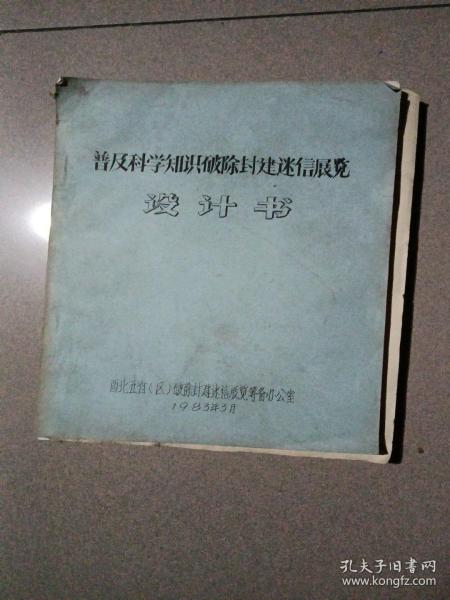 普及科学知识破除封建迷信展览
设计书
西北五省(区)破除封建迷信展览筹备办公室
1983年3月
孔夫子旧书网
www.kongfz.com